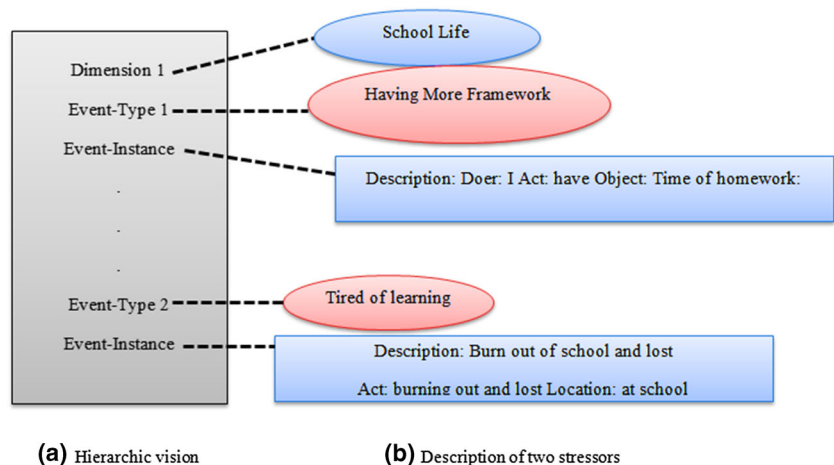 School Life
Dimension 1
Having More Framework
Event-Type 1
Event-Instance
Description: Doer: I Act: have Object: Time of homework:
.
.
.
Event-Type 2
Tired of learning
Event-Instance
Description: Burn out of school and lost
Act: burning out and lost Location: at school
(a) Hierarchic vision
(b) Description of two stressors